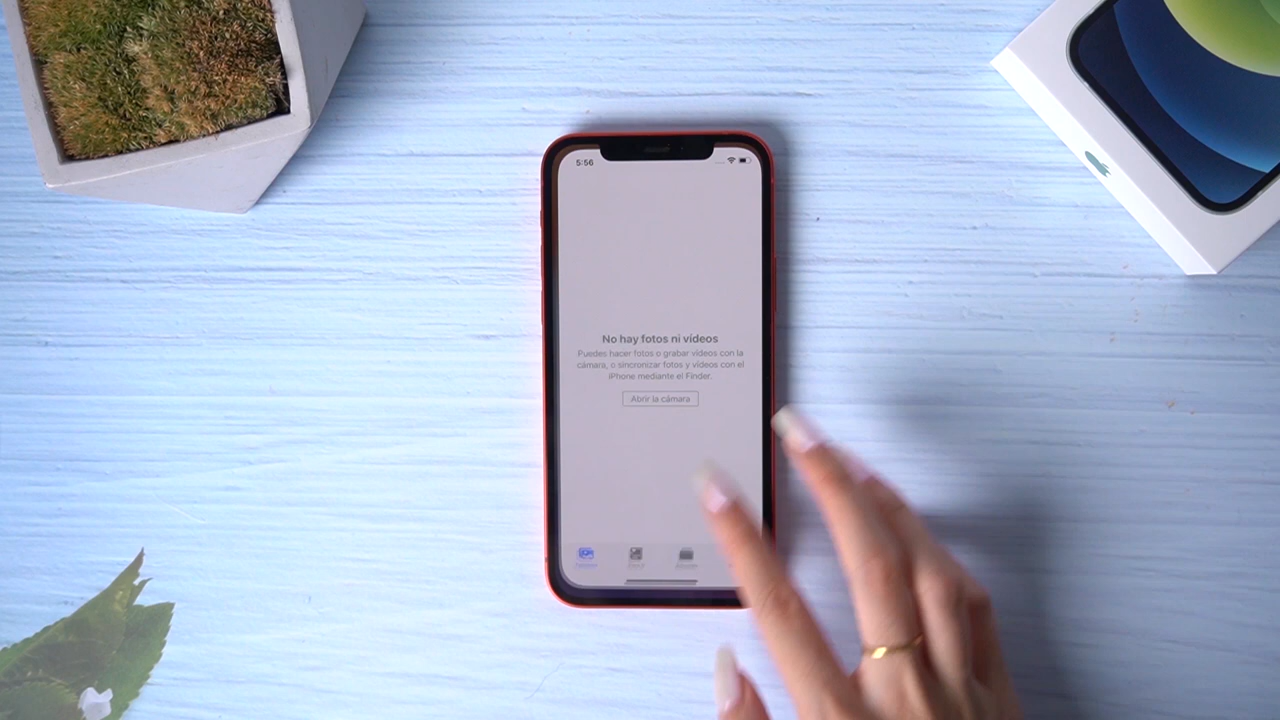 5:56
No hay fotos ni vídeos
Puedes hacer fotos o grabar vídeos con la
cámara, o sincronizar fotos y vídeos con el
iPhone mediante el Finder.
Abrir la cámara